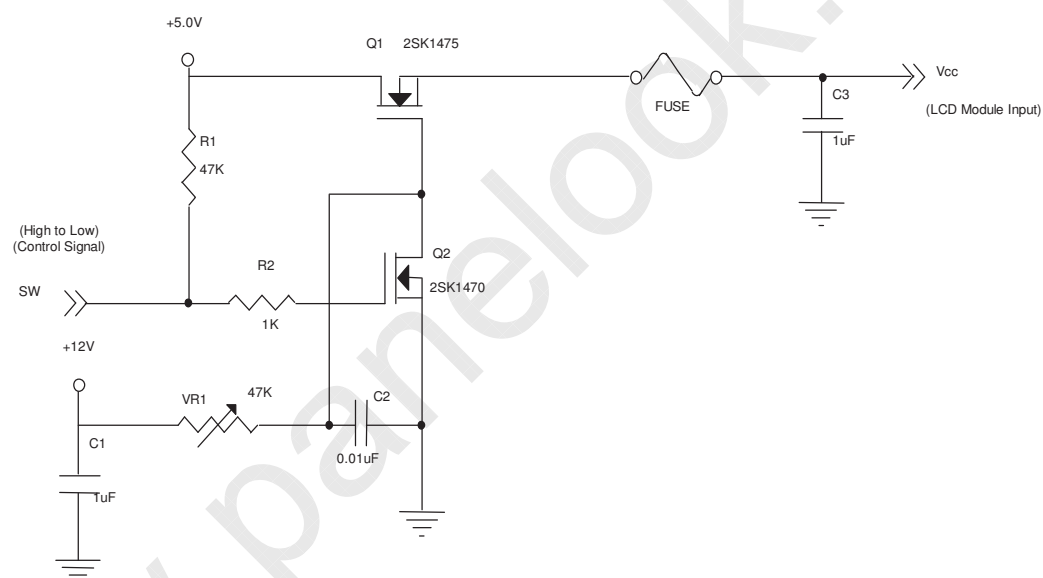 +5.0V
Q1 2SK1475
Vcc
C3
FUSE
(LCD Module Input)
R1
1uF
47K
(High to Low)
(Control Signal)
Q2
R2
2SK1470
SW
1K
+12V
VR1
47K
C2
C1
0.01uF
1uF
panelook.